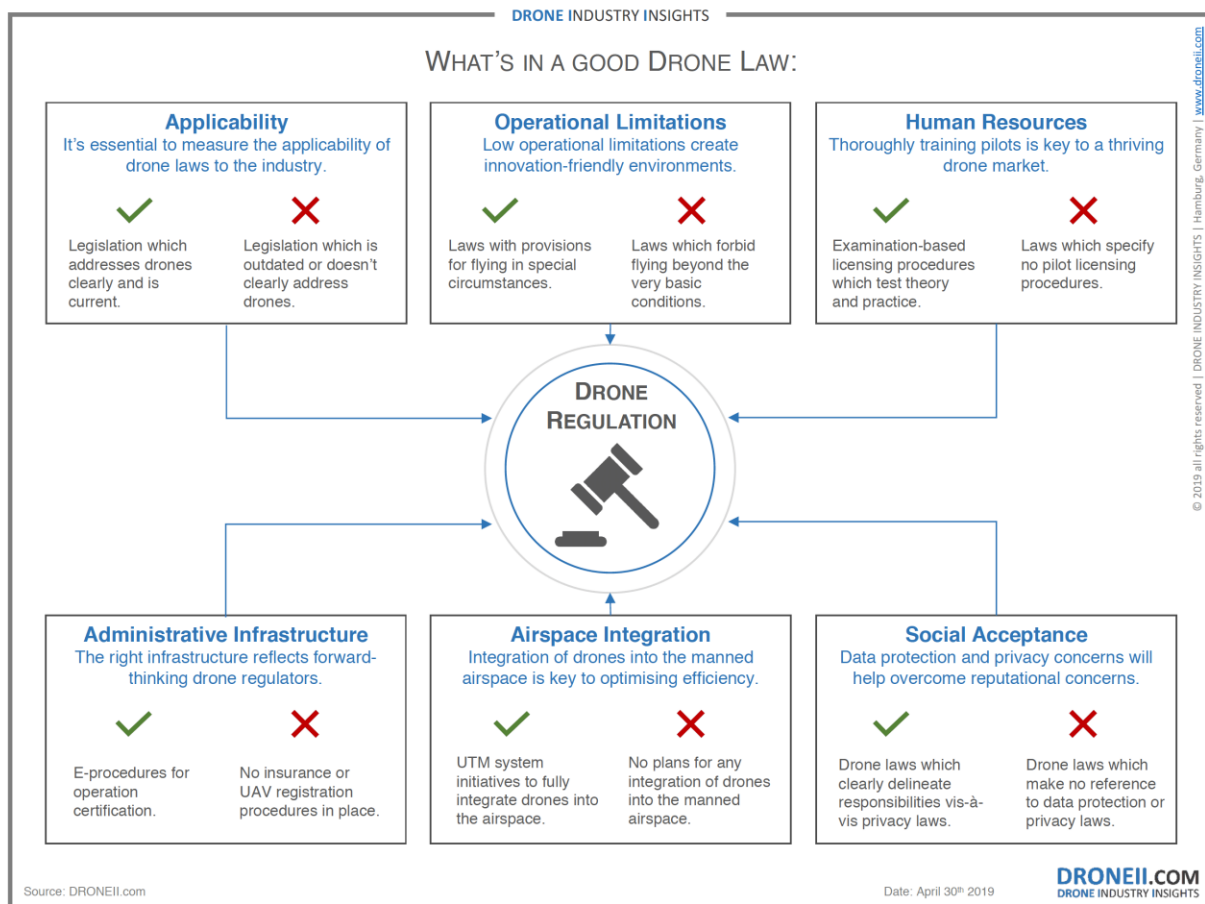 DRONE INDUSTRY INSIGHTS
WHAT'S IN A GOOD DRONE LAW:
Applicability
It's essential to measure the applicability of
drone laws to the industry.
Legislation which
addresses drones
clearly and is
current.
Legislation which is
outdated or doesn't
clearly address
drones.
Operational Limitations
Low operational limitations create
innovation-friendly environments.
Laws with provisions
for flying in special
circumstances.
Laws which forbid
flying beyond the
very basic
conditions.
Human Resources
Thoroughly training pilots is key to a thriving
drone market.
Examination-based
licensing procedures
which test theory
and practice.
Laws which specify
no pilot licensing
procedures.
DRONE
REGULATION
Administrative Infrastructure
The right infrastructure reflects forward-
thinking drone regulators.
E-procedures for
operation
certification.
No insurance or
UAV registration
procedures in place.
Airspace Integration
Integration of drones into the manned
airspace is key to optimising efficiency.
UTM system
initiatives to fully
integrate drones into
the airspace.
No plans for any
integration of drones
into the manned
airspace.
Social Acceptance
Data protection and privacy concerns will
help overcome reputational concerns.
Drone laws which
clearly delineate
responsibilities vis-à-
vis privacy laws.
Drone laws which
make no reference
to data protection or
privacy laws.
© 2019 all rights reserved | DRONE INDUSTRY INSIGHTS | Hamburg, Germany | www.droneii.com
Source: DRONEII.com
Date: April 30th 2019
DRONEII.COM
DRONE INDUSTRY INSIGHTS